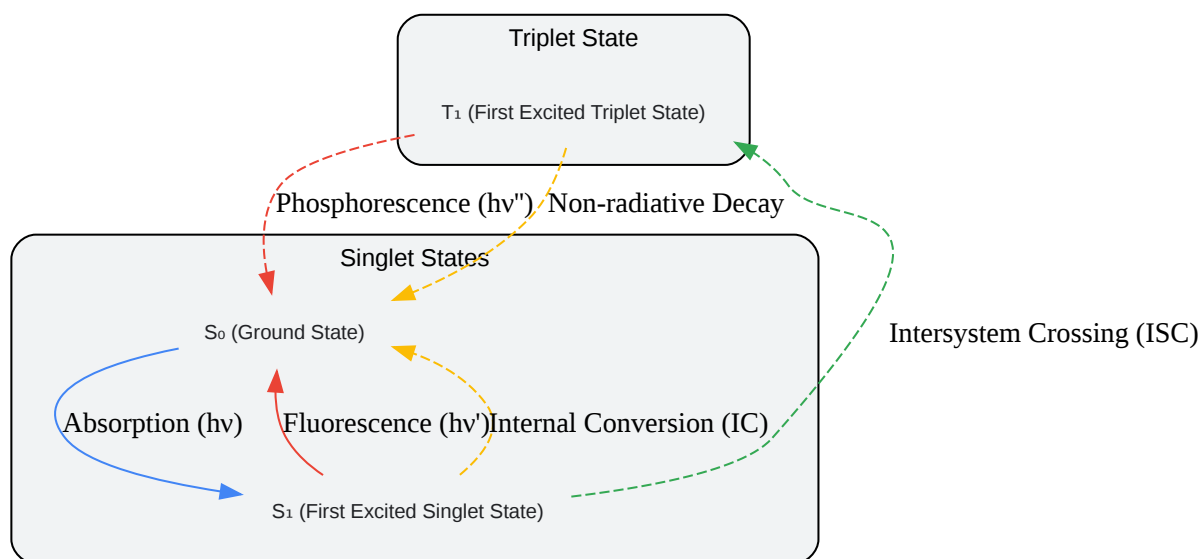 Triplet State
T₁ (First Excited Triplet State)
Phosphorescence (hν'')
Non-radiative Decay
Singlet States
S₀ (Ground State)
Intersystem Crossing (ISC)
Absorption (hν)
Fluorescence (hν')
Internal Conversion (IC)
S₁ (First Excited Singlet State)